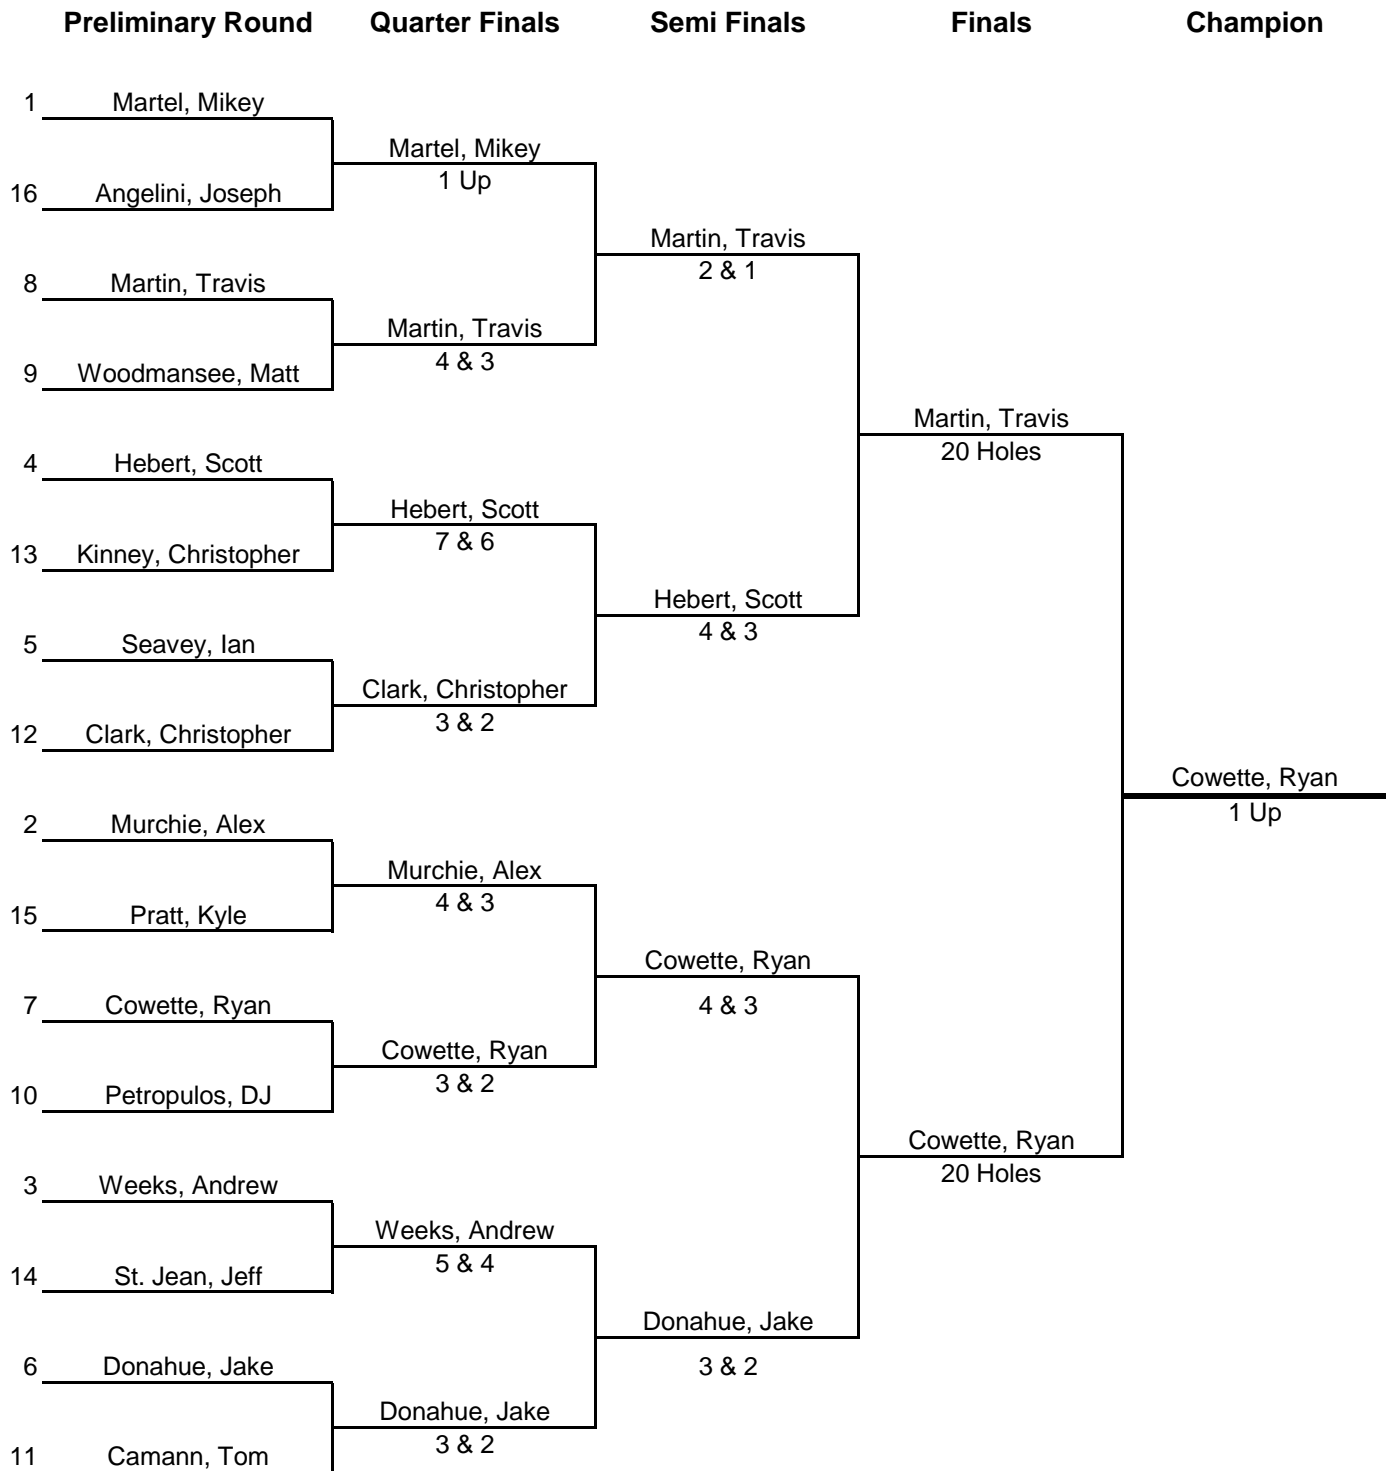 Preliminary Round Quarter Finals Semi Finals Finals Champion
1 Martel, Mikey
Martel, Mikey
1 Up
16 Angelini, Joseph
Martin, Travis
2 & 1
8 Martin, Travis
Martin, Travis
4 & 3
9 Woodmansee, Matt
Martin, Travis
20 Holes
4 Hebert, Scott
Hebert, Scott
7 & 6
13 Kinney, Christopher
Hebert, Scott
4 & 3
5 Seavey, Ian
Clark, Christopher
3 & 2
12 Clark, Christopher
Cowette, Ryan
1 Up
2 Murchie, Alex
Murchie, Alex
4 & 3
15 Pratt, Kyle
Cowette, Ryan
4 & 3
7 Cowette, Ryan
Cowette, Ryan
3 & 2
10 Petropulos, DJ
Cowette, Ryan
20 Holes
3 Weeks, Andrew
Weeks, Andrew
5 & 4
14 St. Jean, Jeff
Donahue, Jake
3 & 2
6 Donahue, Jake
Donahue, Jake
3 & 2
11 Camann, Tom